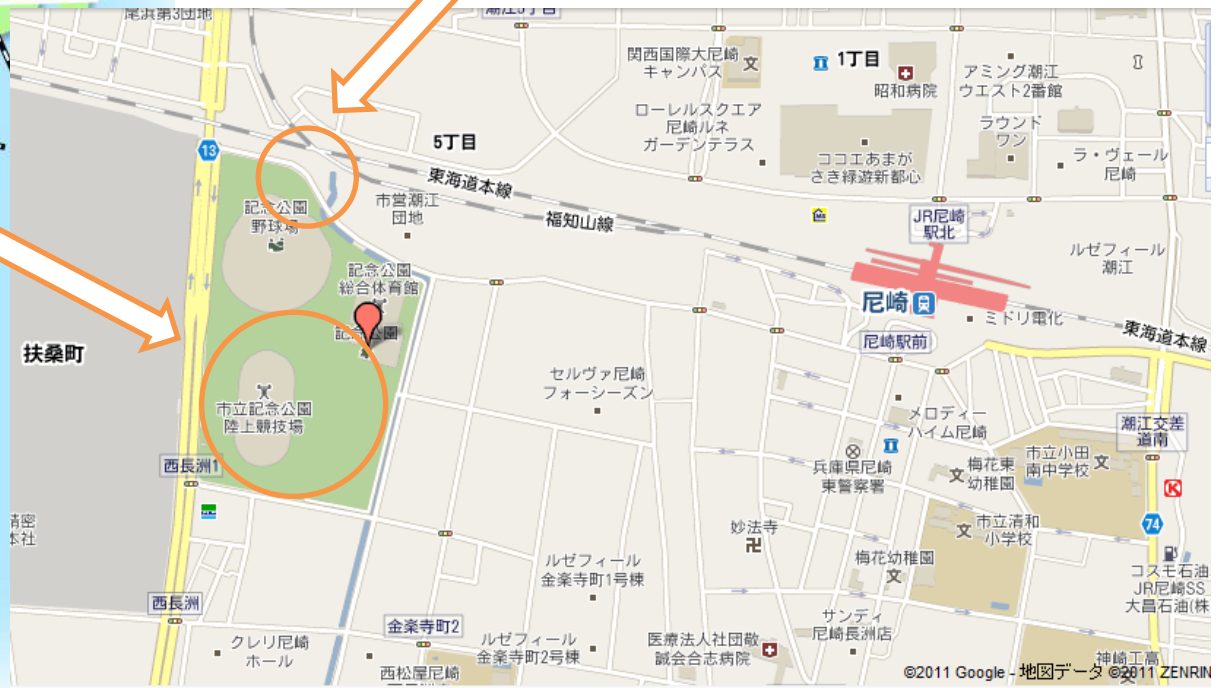 尾浜第3団地
潮江5丁目
関西国際大尼崎
キャンパス
1丁目
昭和病院
アミング潮江
ウエスト2番館
ローレルスクエア
尼崎ルネ
ガーデンテラス
ラウンド
ワン
13
5丁目
ココエあまが
さき緑遊新都心
ラ・ヴェール
尼崎
東海道本線
記念公園
野球場
市営潮江
団地
福知山線
JR尼崎
駅北
ルゼフィール
潮江
記念公園
総合体育館
尼崎
ミドリ電化
記念公園
尼崎駅前
東海道本線
扶桑町
セルヴァ尼崎
フォーシーズン
市立記念公園
陸上競技場
メロディー
ハイム尼崎
潮江交差
道南
西長洲1
兵庫県尼崎
東警察署
梅花東
幼稚園
市立小田
南中学校
K
精密
本社
妙法寺
市立清和
小学校
74
ルゼフィール
金楽寺町1号棟
梅花幼稚園
コスモ石油
JR尼崎SS
大昌石油(株
西長洲
金楽寺町2
サンディ
尼崎長洲店
クレリ尼崎
ホール
ルゼフィール
金楽寺町2号棟
医療法人社団敬
誠会合志病院
西松屋尼崎
神崎工高
©2011 Google - 地図データ ©2011 ZENRIN